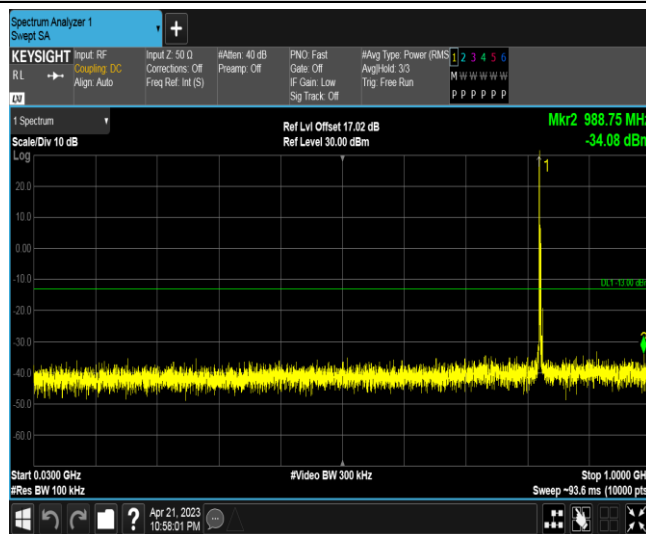 Spectrum Analyzer 1
Swept SA
+
KEYSIGHT
RL
LXI
Input: RF
Coupling: DC
Align: Auto
Input Z: 50 Ω
Corrections: Off
Freq Ref: Int (S)
#Atten: 40 dB
Preamp: Off
PNO: Fast
Gate: Off
IF Gain: Low
Sig Track: Off
#Avg Type: Power (RMS
Avg|Hold: 3/3
Trig: Free Run
1 2 3 4 5 6
M W W W W W
P P P P P P
1 Spectrum
Scale/Div 10 dB
Log
Ref Lvl Offset 17.02 dB
Ref Level 30.00 dBm
Mkr2 988.75 MHz
-34.08 dBm
1
20.0
10.0
0.00
-10.0
DL1 -13.00 dBm
-20.0
-30.0
2
-40.0
-50.0
-60.0
Start 0.0300 GHz
#Res BW 100 kHz
#Video BW 300 kHz
Stop 1.0000 GHz
Sweep ~93.6 ms (10000 pts
?
Apr 21, 2023
10:58:01 PM